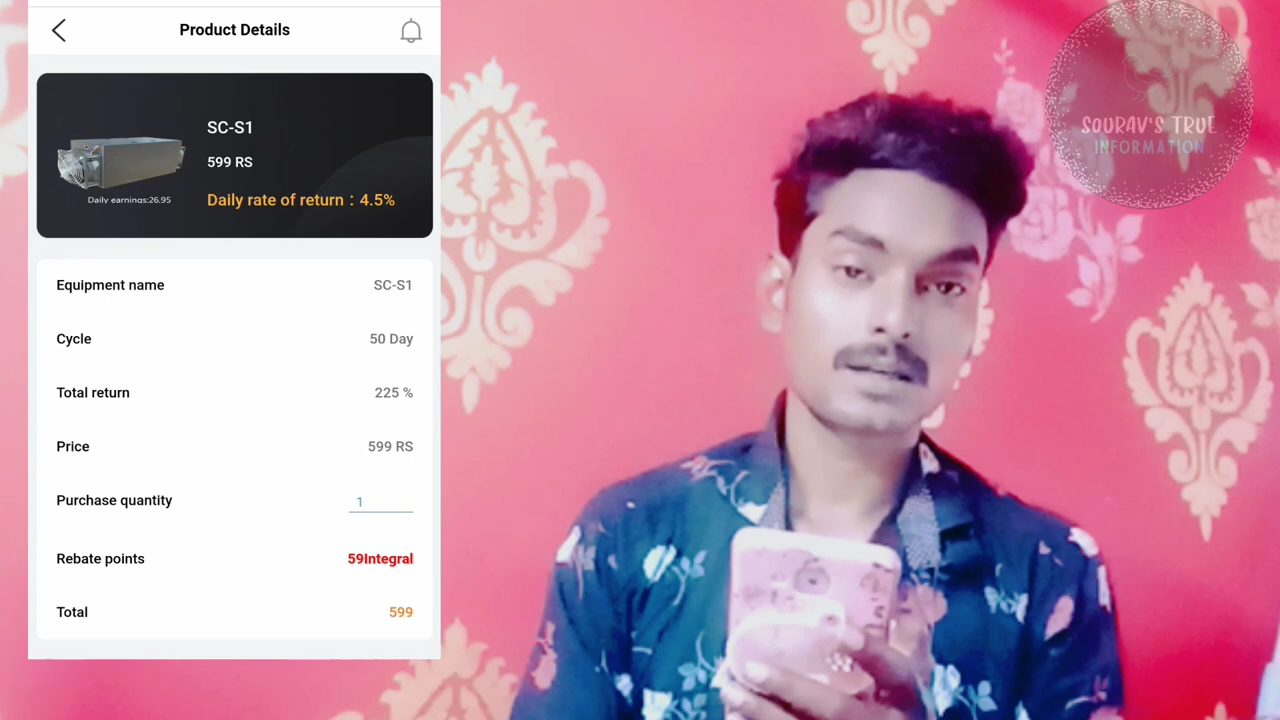 Product Details
SC-S1
599 RS
Daily earnings:26.95
Daily rate of return : 4.5%
Equipment name SC-S1
Cycle 50 Day
Total return 225 %
Price 599 RS
Purchase quantity 1
Rebate points 59Integral
Total 599
SOURAV'S TRUE
INFORMATION